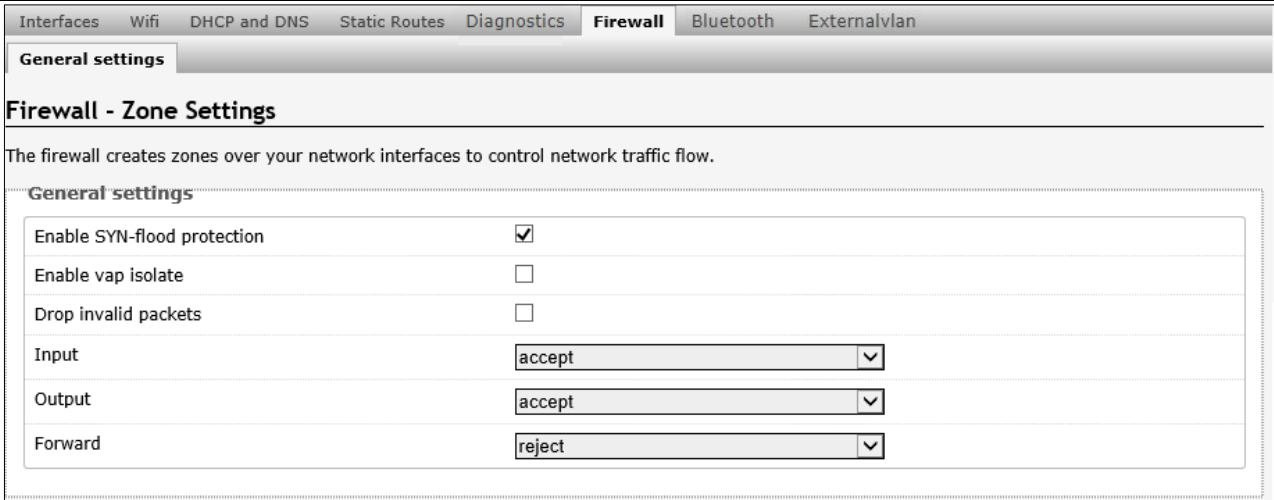 Interfaces Wifi DHCP and DNS Static Routes Diagnostics Firewall Bluetooth Externalvlan
General settings
Firewall - Zone Settings
The firewall creates zones over your network interfaces to control network traffic flow.
General settings
Enable SYN-flood protection
Enable vap isolate
Drop invalid packets
Input accept
Output accept
Forward reject